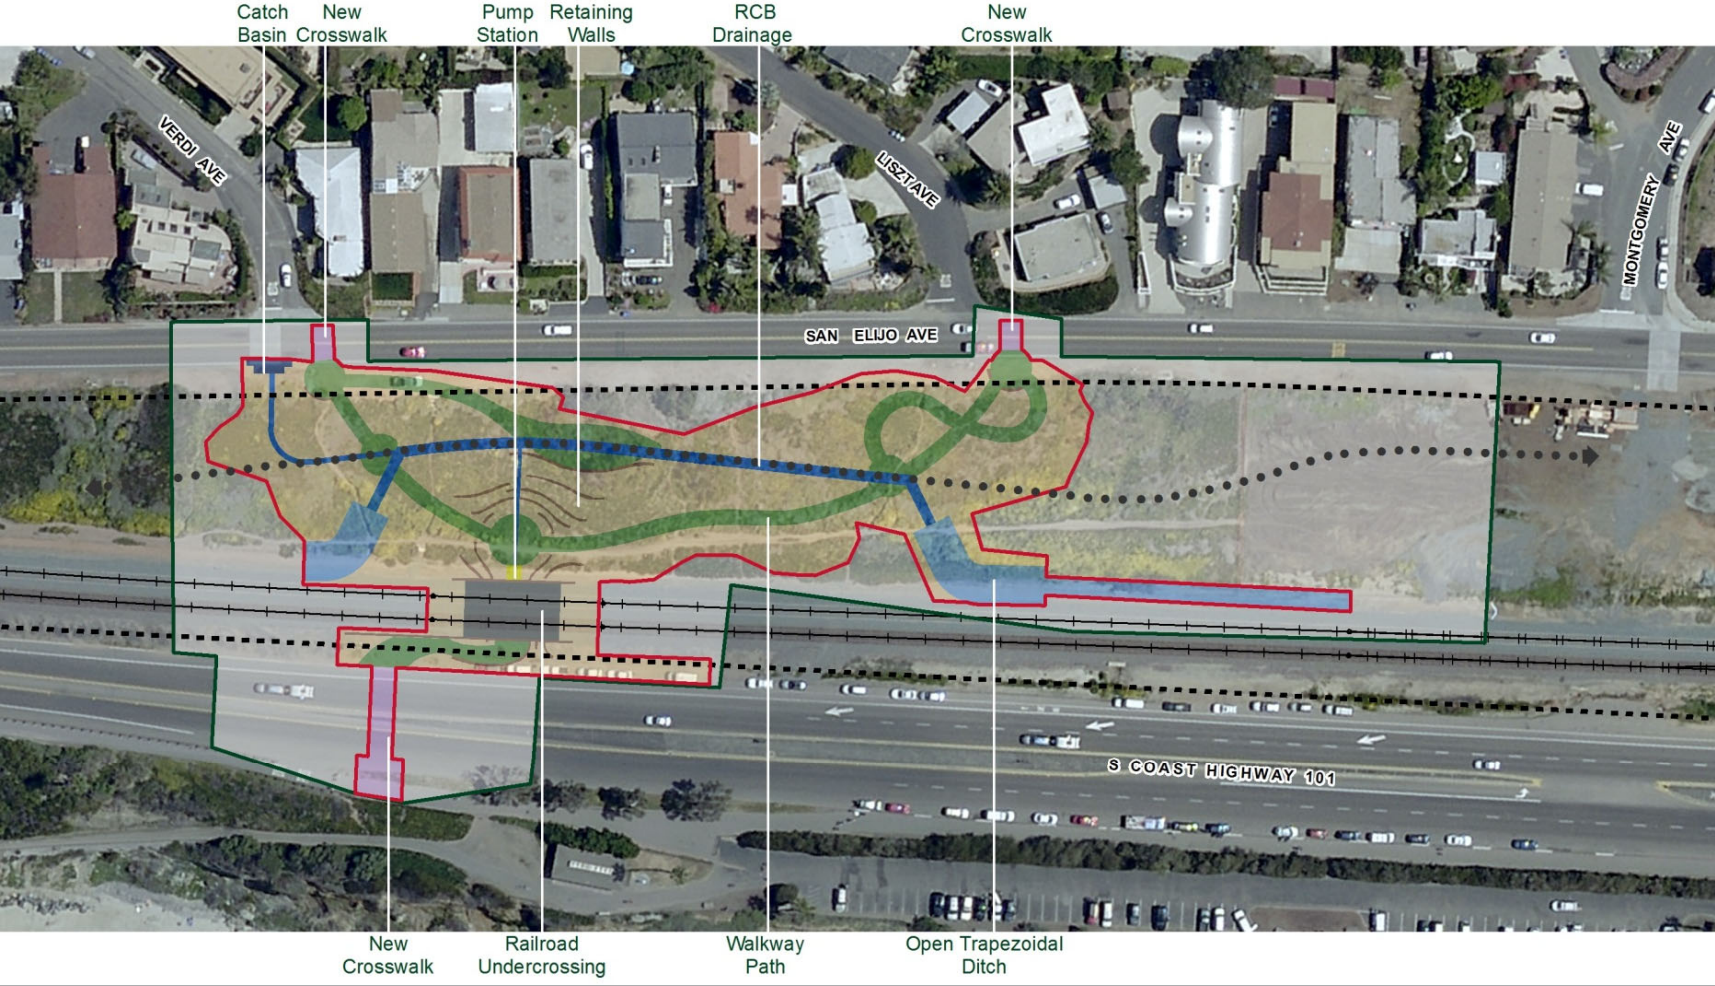 Catch
Basin
New
Crosswalk
Pump
Station
Retaining
Walls
RCB
Drainage
New
Crosswalk
VERDI AVE
LISZT AVE
MONTGOMERY AVE
SAN ELIJO AVE
S COAST HIGHWAY 101
New
Crosswalk
Railroad
Undercrossing
Walkway
Path
Open Trapezoidal
Ditch